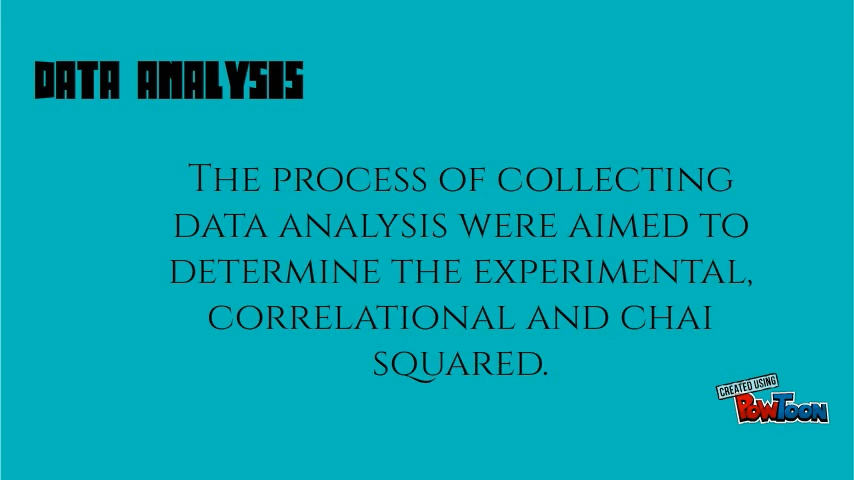 DATA ANALYSIS
THE PROCESS OF COLLECTING
DATA ANALYSIS WERE AIMED TO
DETERMINE THE EXPERIMENTAL,
CORRELATIONAL AND CHAI
SQUARED.
CREATED USING
POWTOON